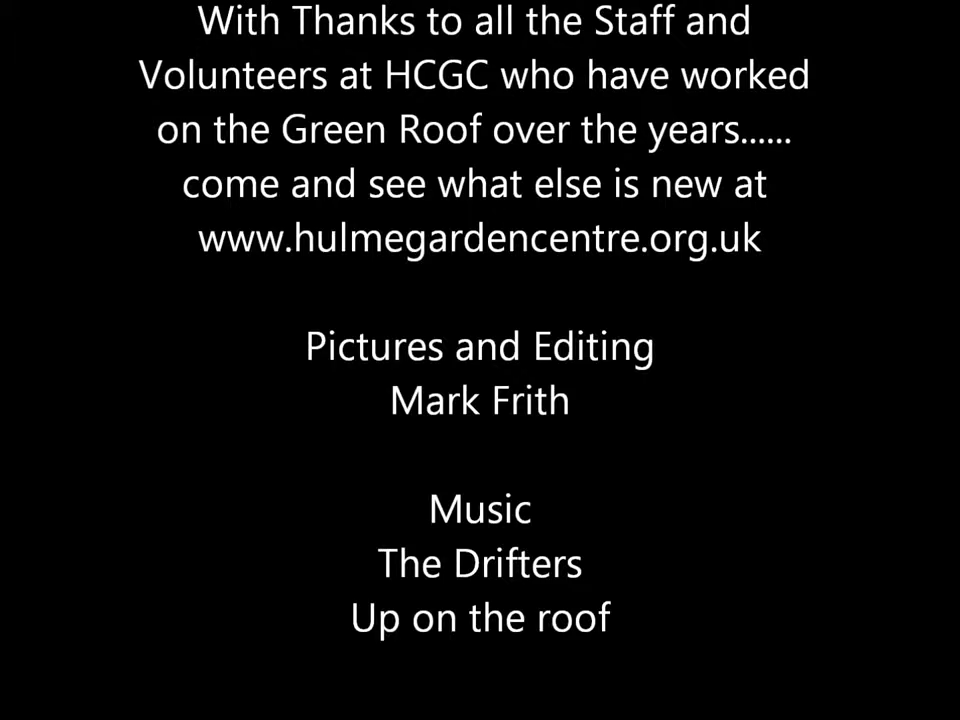 With Thanks to all the Staff and
Volunteers at HCGC who have worked
on the Green Roof over the years......
come and see what else is new at
www.hulmegardencentre.org.uk
Pictures and Editing
Mark Frith
Music
The Drifters
Up on the roof